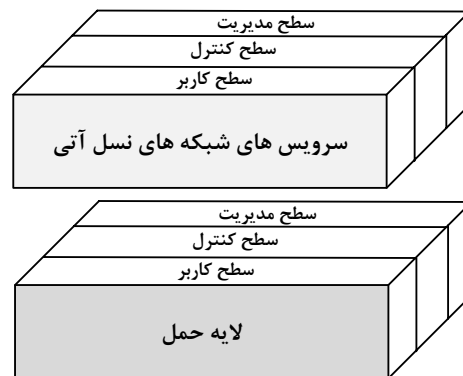 سطح مدیریت
سطح کنترل
سطح کاربر
سرویس های شبکه های نسل آتی
سطح مدیریت
سطح کنترل
سطح کاربر
لایه حمل